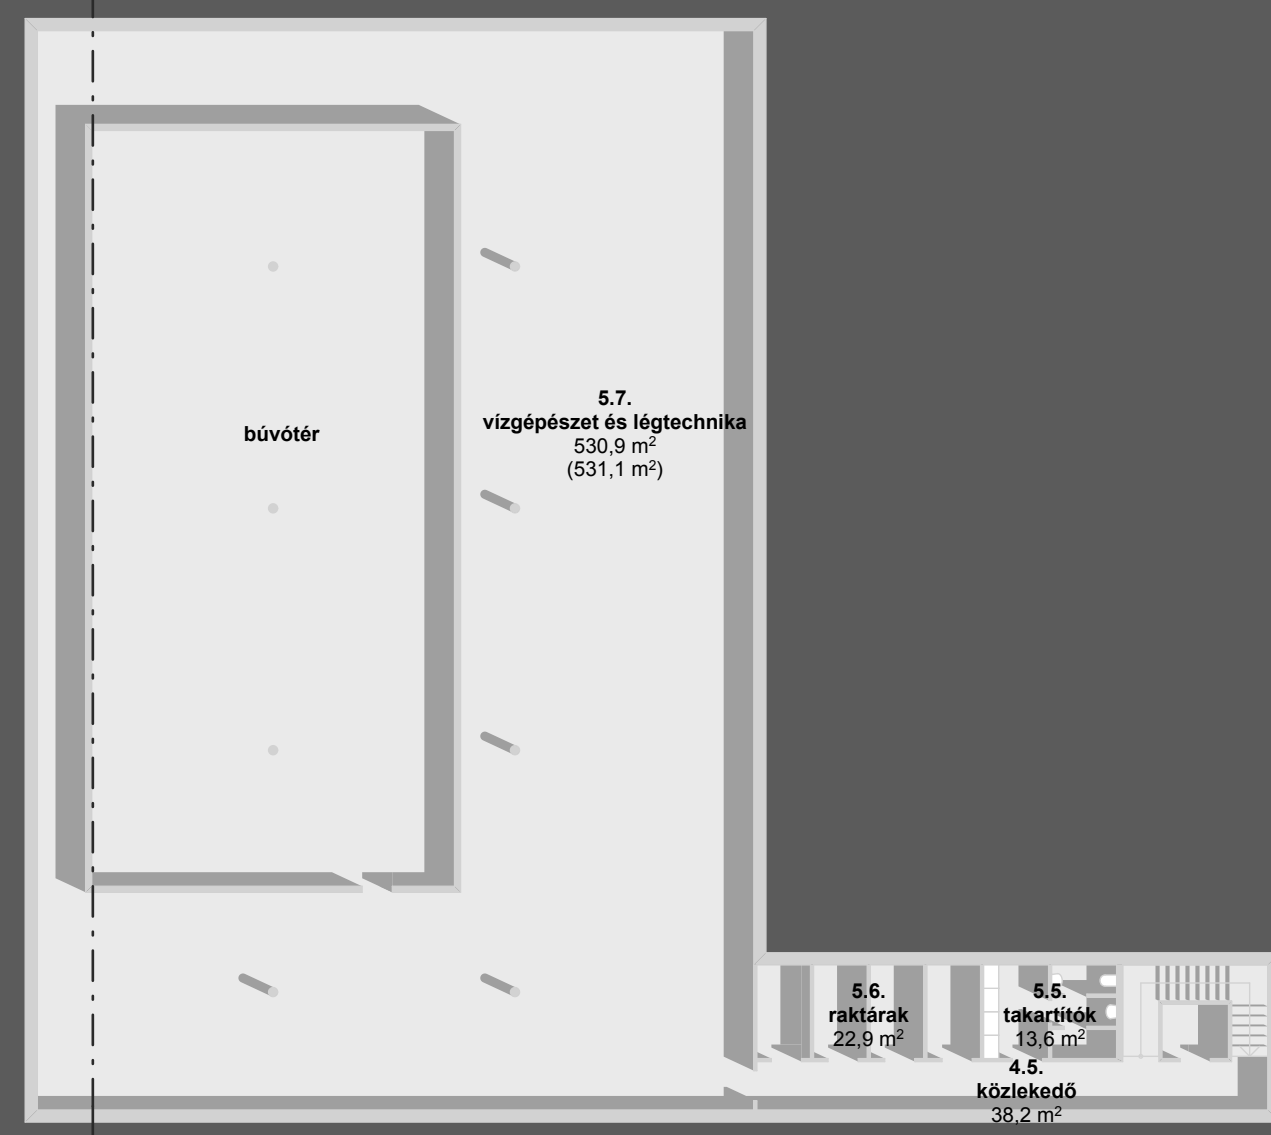 5.7.
vízgépészet és légtechnika
530,9 m²
(531,1 m²)
búvótér
5.6.
raktárak
22,9 m²
5.5.
takartítók
13,6 m²
4.5.
közlekedő
38,2 m²